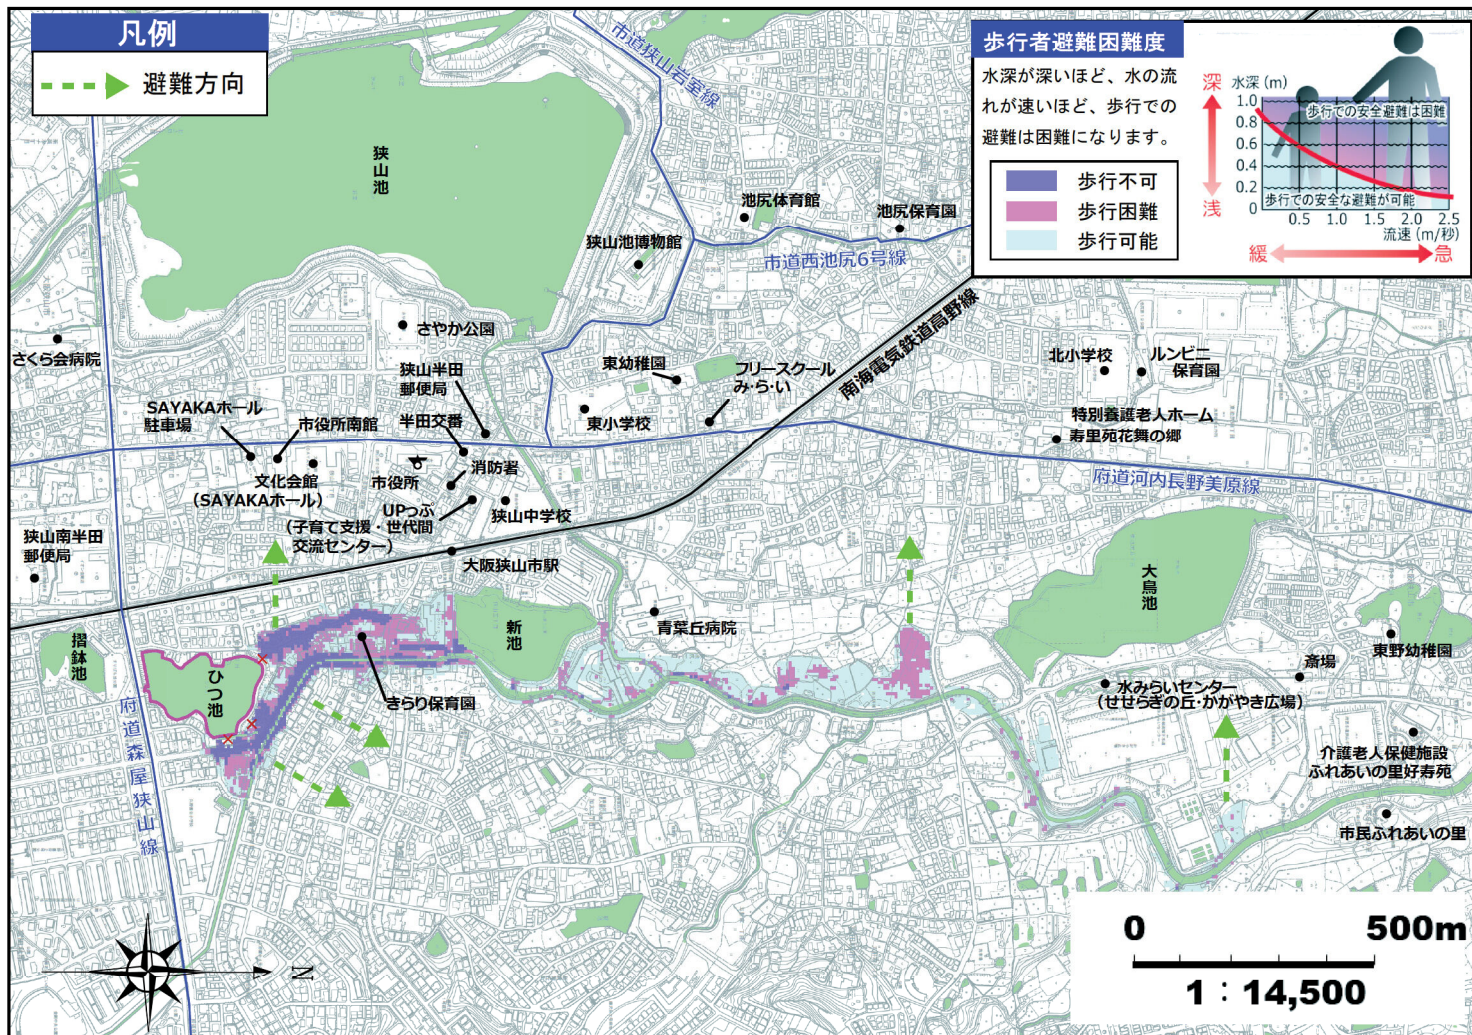 凡例
避難方向
歩行者避難困難度
水深が深いほど、水の流
れが速いほど、歩行での
避難は困難になります。
歩行不可
歩行困難
歩行可能
深
浅
水深(m)
1.0
0.8
0.6
0.4
0.2
0
歩行での安全避難は困難
歩行での安全な避難が可能
0.5
1.0
1.5
2.0
2.5
流速(m/秒)
緩
急
市道狭山岩室線
狭山池
池尻体育館
池尻保育園
狭山池博物館
市道西池尻6号線
さやか公園
さくら会病院
南海電気鉄道高野線
狭山半田
郵便局
東幼稚園
フリースクール
み・ら・い
北小学校
ルンビニ
保育園
SAYAKAホール
駐車場
市役所南館
半田交番
東小学校
特別養護老人ホーム
寿里苑花舞の郷
文化会館
(SAYAKAホール)
市役所
消防署
府道河内長野美原線
UPっぷ
(子育て支援・世代間
交流センター)
狭山中学校
狭山南半田
郵便局
大阪狭山市駅
大鳥池
摺鉢池
ひつ池
新池
青葉丘病院
東野幼稚園
斎場
きらり保育園
水みらいセンター
(せせらぎの丘・かがやき広場)
府道森屋狭山線
介護老人保健施設
ふれあいの里好寿苑
市民ふれあいの里
N
0
500m
1:14,500